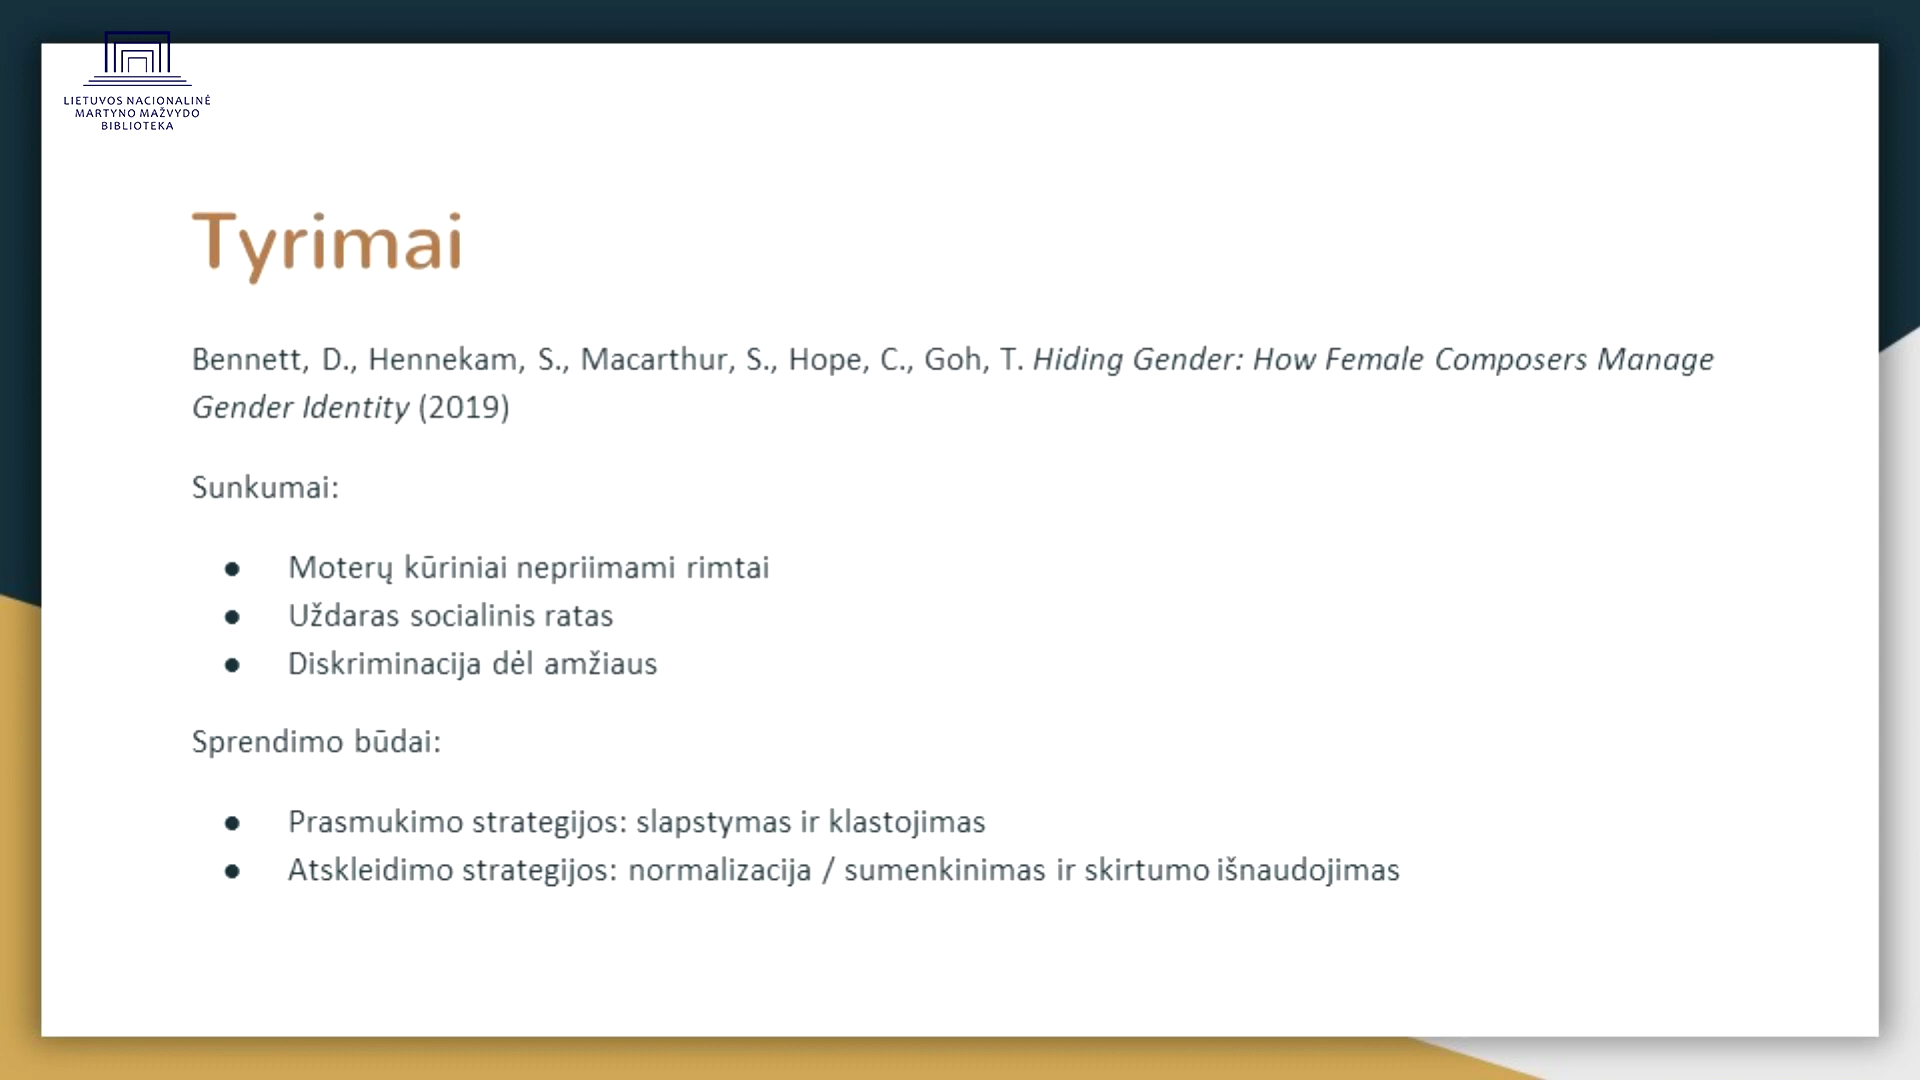 LIETUVOS NACIONALINĖ
MARTYNO MAŽVYDO
BIBLIOTEKA
Tyrimai
Bennett, D., Hennekam, S., Macarthur, S., Hope, C., Goh, T. Hiding Gender: How Female Composers Manage
Gender Identity (2019)
Sunkumai:
● Moterų kūriniai nepriimami rimtai
● Uždaras socialinis ratas
● Diskriminacija dėl amžiaus
Sprendimo būdai:
● Prasmukimo strategijos: slapstymas ir klastojimas
● Atskleidimo strategijos: normalizacija / sumenkinimas ir skirtumo išnaudojimas